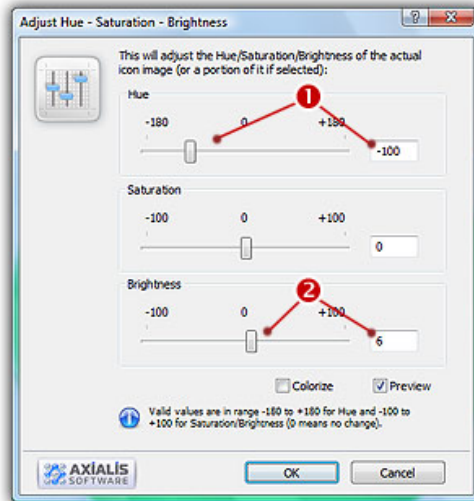 Adjust Hue - Saturation - Brightness
This will adjust the Hue/Saturation/Brightness of the actual
icon image (or a portion of it if selected):
Hue
1
-180 0 +180
-100
Saturation
-100 0 +100
0
Brightness
2
-100 0 +100
6
Colorize Preview
Valid values are in range -180 to +180 for Hue and -100 to
+100 for Saturation/Brightness (0 means no change).
AXIALIS
SOFTWARE
OK Cancel